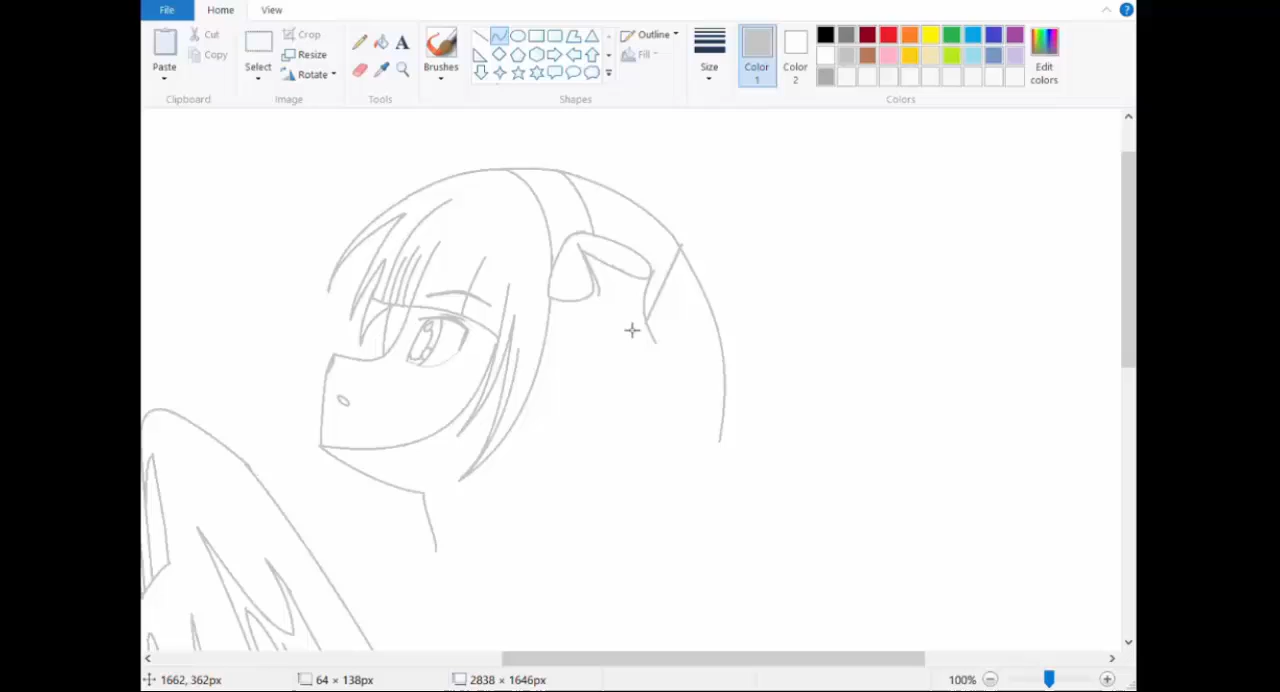 File Home View
Paste Cut Copy
Clipboard
Select Crop Resize Rotate
Image
A
Tools
Brushes
Outline Fill
Shapes
Size
Color 1
Color 2
Edit colors
Colors
1662, 362px 64 × 138px 2838 × 1646px 100%